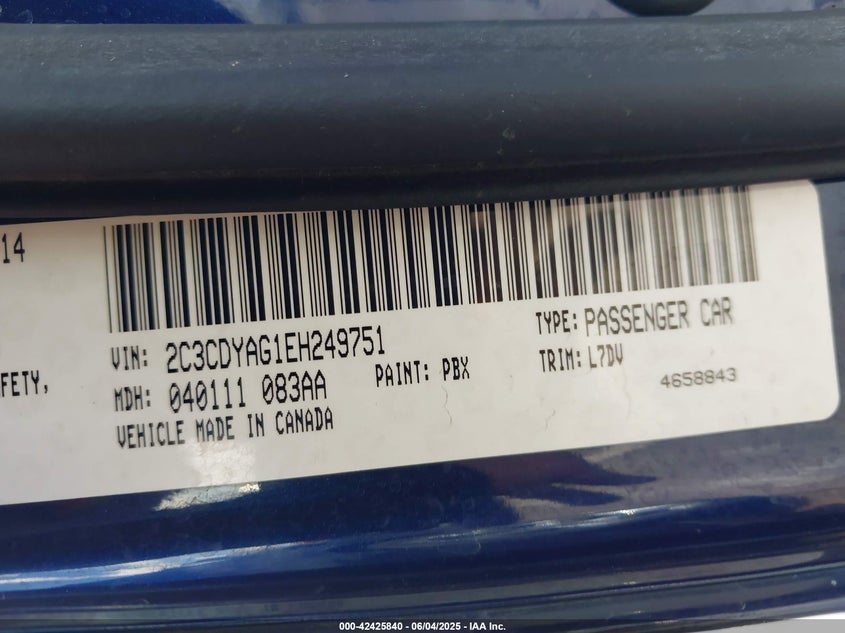 14
VIN: 2C3CDYAG1EH249751
TYPE: PASSENGER CAR
FETY,
MDH: 040111 083AA
PAINT: PBX
TRIM: L7DV
4658843
VEHICLE MADE IN CANADA
000-42425840 - 06/04/2025 - IAA Inc.